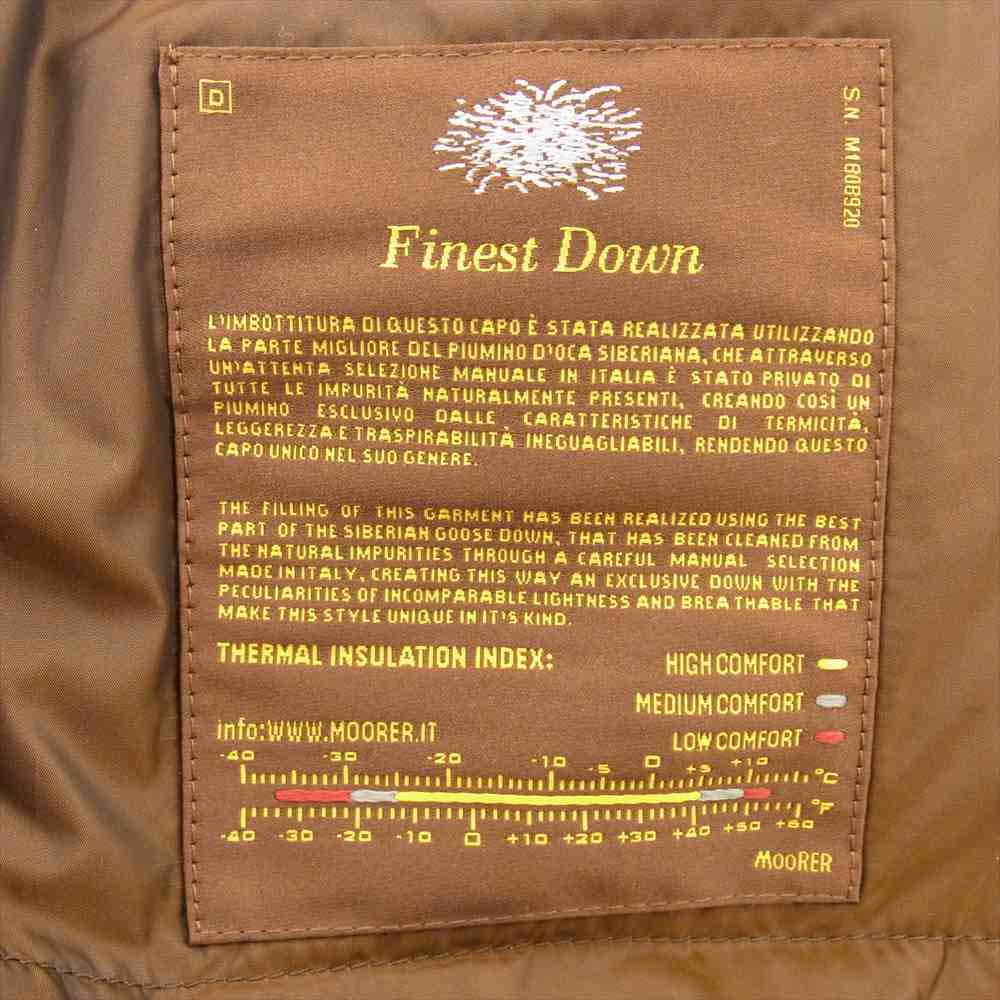 D
S.N. M160B920
Finest Down
L'IMBOTTITURA DI QUESTO CAPO È STATA REALIZZATA UTILIZZANDO
LA PARTE MIGLIORE DEL PIUMINO D'OCA SIBERIANA, CHE ATTRAVERSO
UN'ATTENTA SELEZIONE MANUALE IN ITALIA È STATO PRIVATO DI
TUTTE LE IMPURITÀ NATURALMENTE PRESENTI, CREANDO COSÌ UN
PIUMINO ESCLUSIVO DALLE CARATTERISTICHE DI TERMICITÀ,
LEGGEREZZA E TRASPIRABILITÀ INEGUAGLIABILI, RENDENDO QUESTO
CAPO UNICO NEL SUO GENERE.
THE FILLING OF THIS GARMENT HAS BEEN REALIZED USING THE BEST
PART OF THE SIBERIAN GOOSE DOWN, THAT HAS BEEN CLEANED FROM
THE NATURAL IMPURITIES THROUGH A CAREFUL MANUAL SELECTION
MADE IN ITALY, CREATING THIS WAY AN EXCLUSIVE DOWN WITH THE
PECULIARITIES OF INCOMPARABLE LIGHTNESS AND BREATHABLE THAT
MAKE THIS STYLE UNIQUE IN IT'S KIND.
THERMAL INSULATION INDEX:
HIGH COMFORT
MEDIUM COMFORT
LOW COMFORT
info:WWW.MOORER.IT
-40 -30 -20 -10 -5 0 +5 +10 °C
-40 -30 -20 -10 0 +10 +20 +30 +40 +50 +60 °F
MOORER